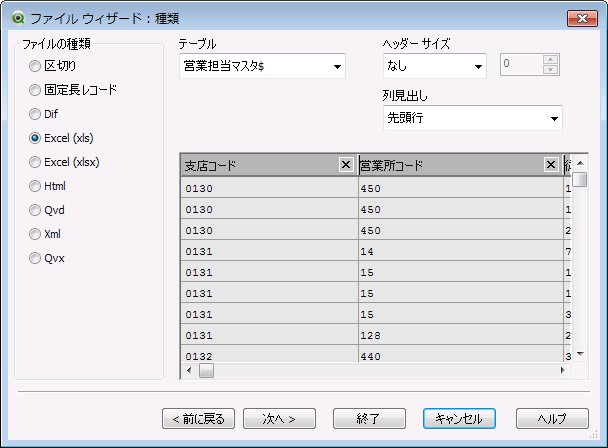 ファイル ウィザード : 種類
ファイルの種類
区切り
固定長レコード
Dif
Excel (xls)
Excel (xlsx)
Html
Qvd
Xml
Qvx
テーブル
営業担当マスタ$
ヘッダー サイズ
なし
0
列見出し
先頭行
支店コード 営業所コード
0130 450 1
0130 450 1
0130 450 2
0131 14 7
0131 15 1
0131 15 1
0131 15 3
0131 128 2
0132 440 3
< 前に戻る 次へ > 終了 キャンセル ヘルプ